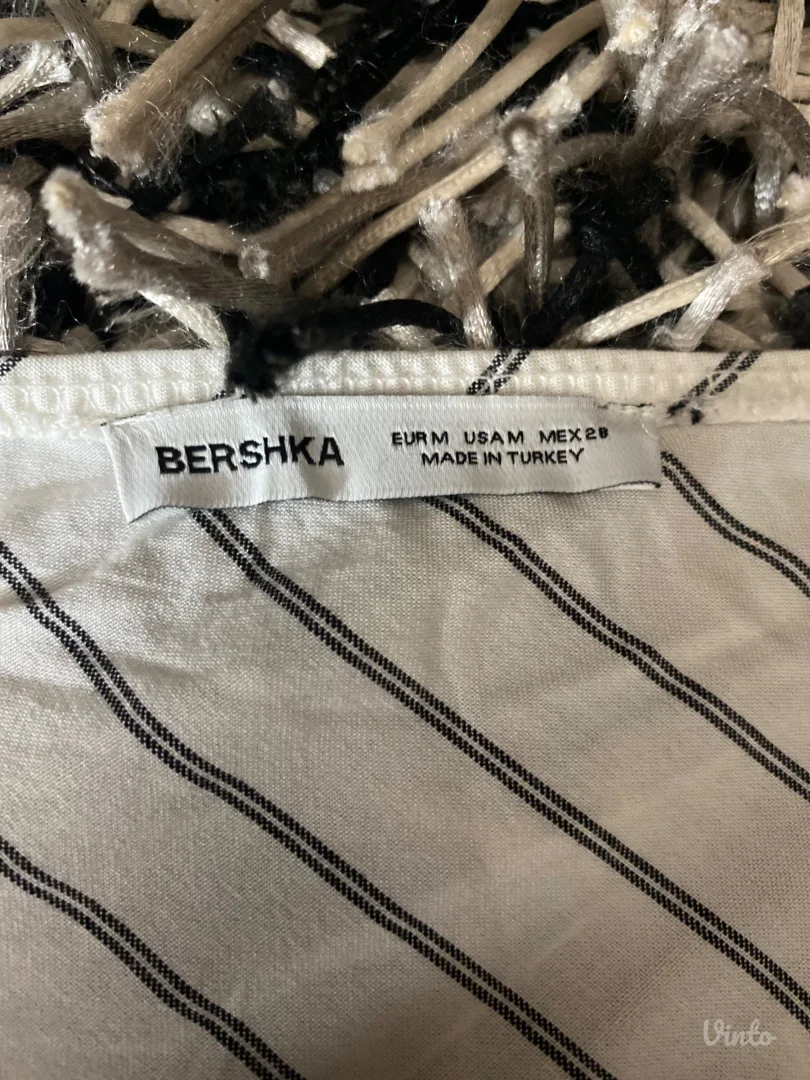 BERSHKA
EUR M USA M MEX 28
MADE IN TURKEY
Vinto